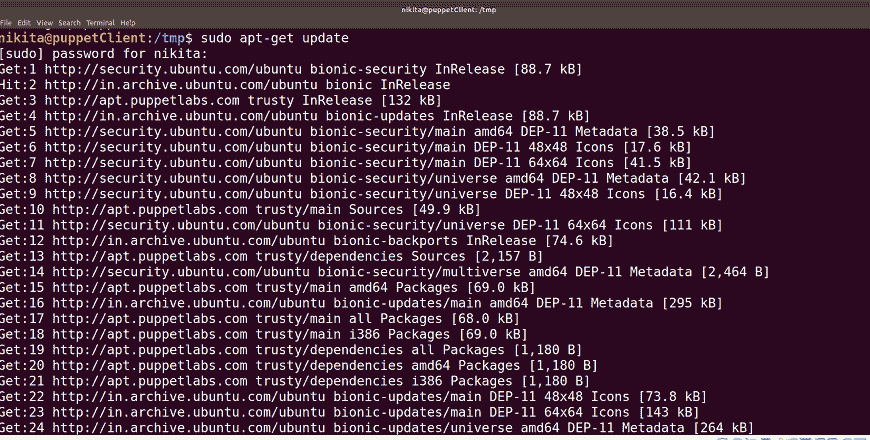 nikita@puppetClient: /tmp
File Edit View Search Terminal Help
nikita@puppetClient:/tmp$ sudo apt-get update
[sudo] password for nikita:
Get:1 http://security.ubuntu.com/ubuntu bionic-security InRelease [88.7 kB]
Hit:2 http://in.archive.ubuntu.com/ubuntu bionic InRelease
Get:3 http://apt.puppetlabs.com trusty InRelease [132 kB]
Get:4 http://in.archive.ubuntu.com/ubuntu bionic-updates InRelease [88.7 kB]
Get:5 http://security.ubuntu.com/ubuntu bionic-security/main amd64 DEP-11 Metadata [38.5 kB]
Get:6 http://security.ubuntu.com/ubuntu bionic-security/main DEP-11 48x48 Icons [17.6 kB]
Get:7 http://security.ubuntu.com/ubuntu bionic-security/main DEP-11 64x64 Icons [41.5 kB]
Get:8 http://security.ubuntu.com/ubuntu bionic-security/universe amd64 DEP-11 Metadata [42.1 kB]
Get:9 http://security.ubuntu.com/ubuntu bionic-security/universe DEP-11 48x48 Icons [16.4 kB]
Get:10 http://apt.puppetlabs.com trusty/main Sources [49.9 kB]
Get:11 http://security.ubuntu.com/ubuntu bionic-security/universe DEP-11 64x64 Icons [111 kB]
Get:12 http://in.archive.ubuntu.com/ubuntu bionic-backports InRelease [74.6 kB]
Get:13 http://apt.puppetlabs.com trusty/dependencies Sources [2,157 B]
Get:14 http://security.ubuntu.com/ubuntu bionic-security/multiverse amd64 DEP-11 Metadata [2,464 B]
Get:15 http://apt.puppetlabs.com trusty/main amd64 Packages [69.0 kB]
Get:16 http://in.archive.ubuntu.com/ubuntu bionic-updates/main amd64 DEP-11 Metadata [295 kB]
Get:17 http://apt.puppetlabs.com trusty/main all Packages [68.0 kB]
Get:18 http://apt.puppetlabs.com trusty/main i386 Packages [69.0 kB]
Get:19 http://apt.puppetlabs.com trusty/dependencies all Packages [1,180 B]
Get:20 http://apt.puppetlabs.com trusty/dependencies amd64 Packages [1,180 B]
Get:21 http://apt.puppetlabs.com trusty/dependencies i386 Packages [1,180 B]
Get:22 http://in.archive.ubuntu.com/ubuntu bionic-updates/main DEP-11 48x48 Icons [73.8 kB]
Get:23 http://in.archive.ubuntu.com/ubuntu bionic-updates/main DEP-11 64x64 Icons [143 kB]
Get:24 http://in.archive.ubuntu.com/ubuntu bionic-updates/universe amd64 DEP-11 Metadata [264 kB]